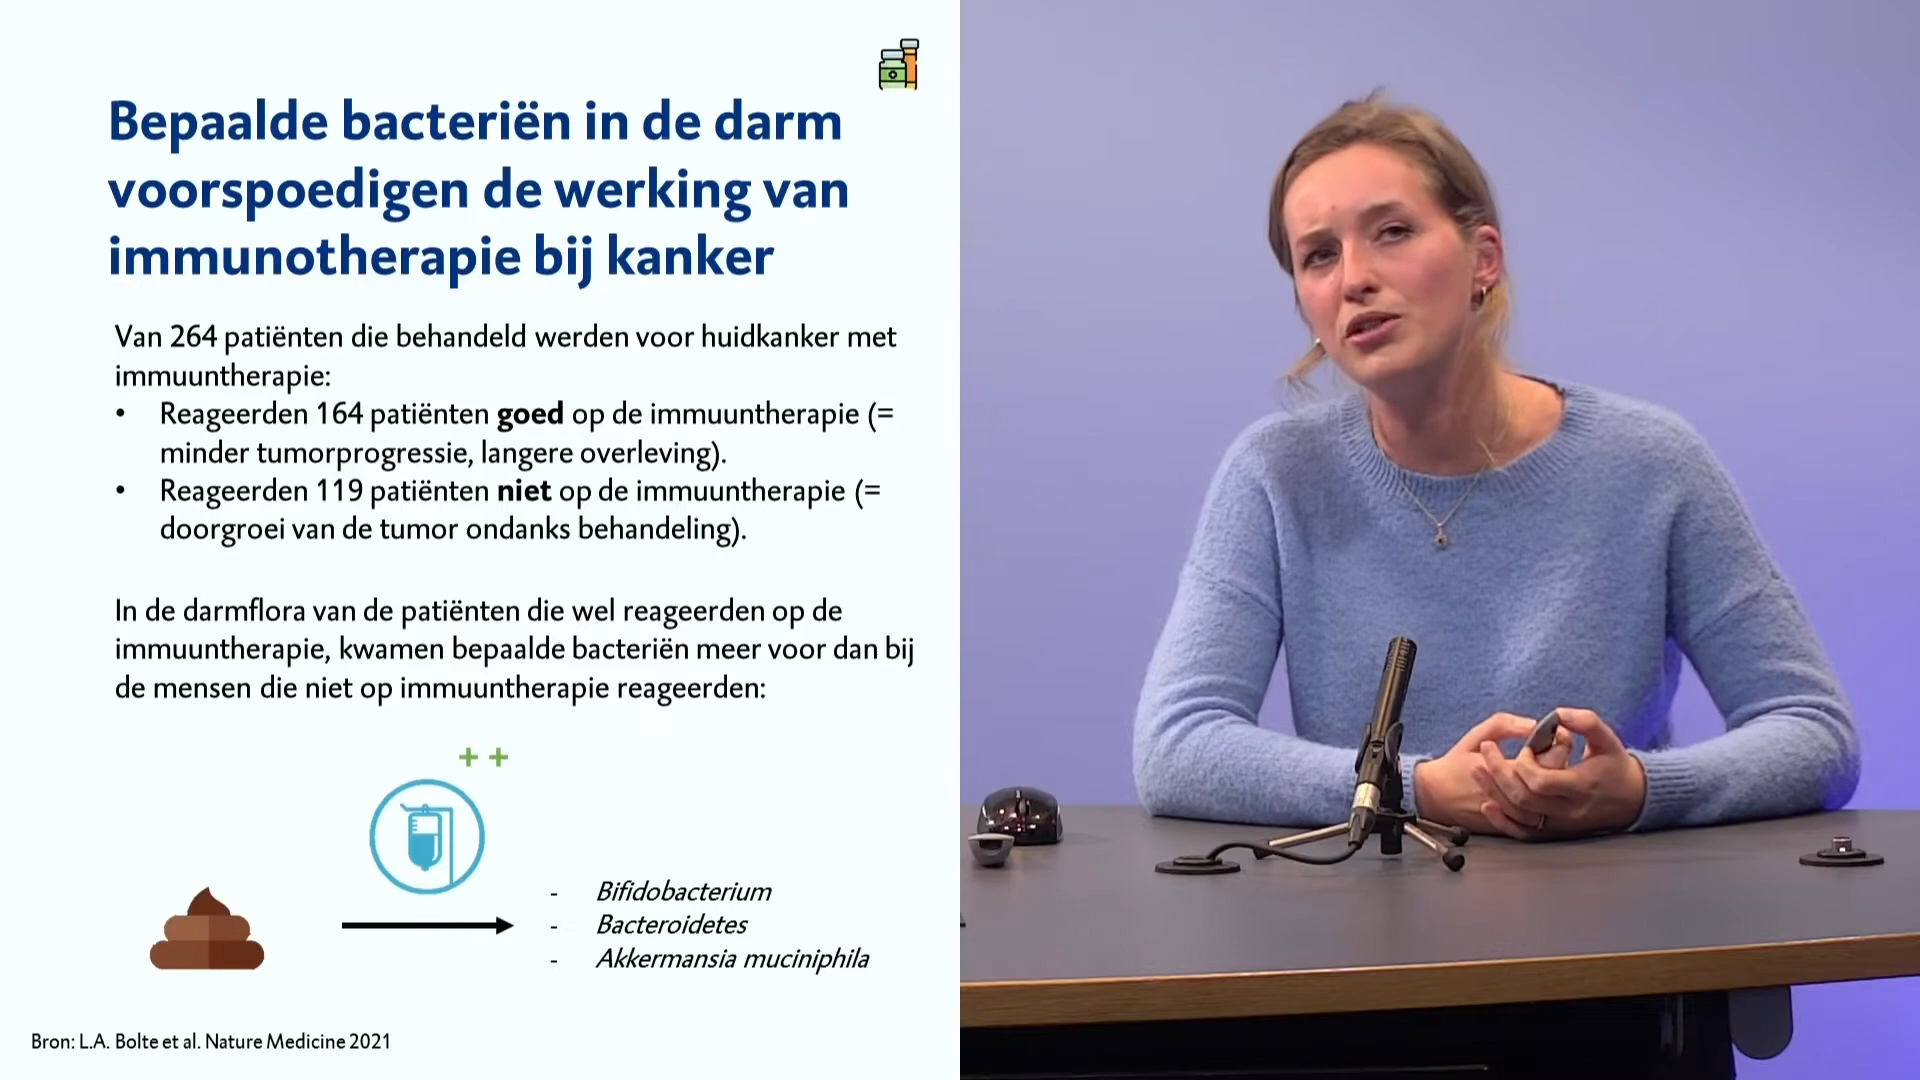 Bepaalde bacteriën in de darm
voorspoedigen de werking van
immunotherapie bij kanker
Van 264 patiënten die behandeld werden voor huidkanker met
immuuntherapie:
• Reageerden 164 patiënten goed op de immuuntherapie (=
minder tumorprogressie, langere overleving).
• Reageerden 119 patiënten niet op de immuuntherapie (=
doorgroei van de tumor ondanks behandeling).
In de darmflora van de patiënten die wel reageerden op de
immuuntherapie, kwamen bepaalde bacteriën meer voor dan bij
de mensen die niet op immuuntherapie reageerden:
+ +
- Bifidobacterium
- Bacteroidetes
- Akkermansia muciniphila
Bron: L.A. Bolte et al. Nature Medicine 2021